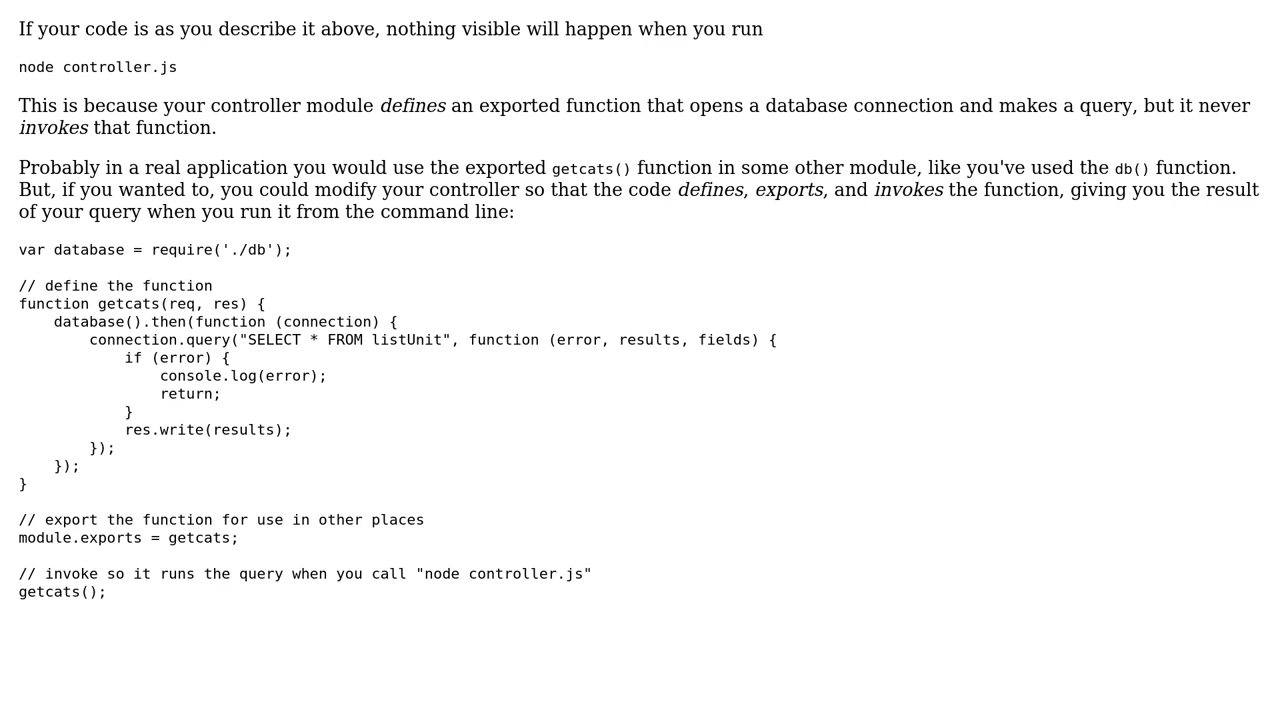 If your code is as you describe it above, nothing visible will happen when you run
node controller.js
This is because your controller module defines an exported function that opens a database connection and makes a query, but it never
invokes that function.
Probably in a real application you would use the exported getcats() function in some other module, like you've used the db() function.
But, if you wanted to, you could modify your controller so that the code defines, exports, and invokes the function, giving you the result
of your query when you run it from the command line:
var database = require('./db');
// define the function
function getcats(req, res) {
    database().then(function (connection) {
        connection.query("SELECT * FROM listUnit", function (error, results, fields) {
            if (error) {
                console.log(error);
                return;
            }
            res.write(results);
        });
    });
}
// export the function for use in other places
module.exports = getcats;
// invoke so it runs the query when you call "node controller.js"
getcats();